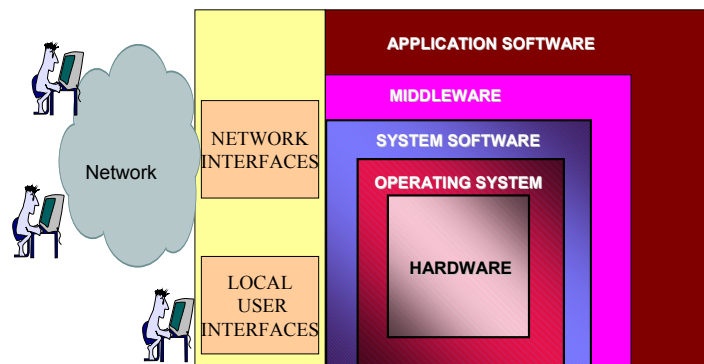 APPLICATION SOFTWARE
MIDDLEWARE
SYSTEM SOFTWARE
OPERATING SYSTEM
HARDWARE
Network
NETWORK
INTERFACES
LOCAL
USER
INTERFACES